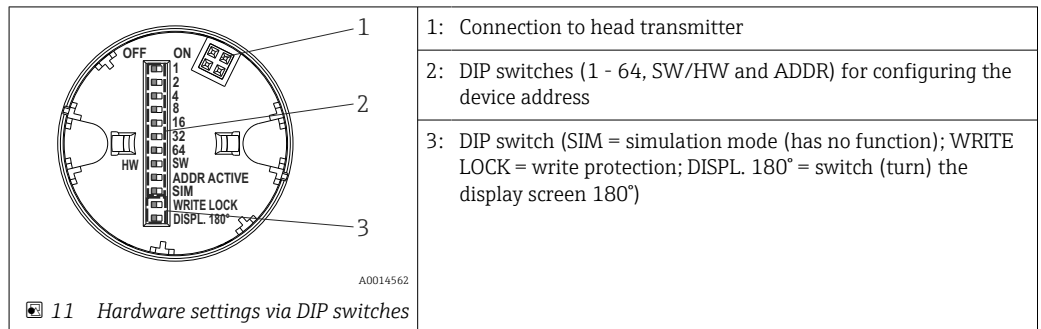 1
2
3
OFF ON
1
2
4
8
16
32
64
HW SW
ADDR ACTIVE
SIM
WRITE LOCK
DISPL. 180°
A0014562
11 Hardware settings via DIP switches
1: Connection to head transmitter
2: DIP switches (1 - 64, SW/HW and ADDR) for configuring the
device address
3: DIP switch (SIM = simulation mode (has no function); WRITE
LOCK = write protection; DISPL. 180° = switch (turn) the
display screen 180°)